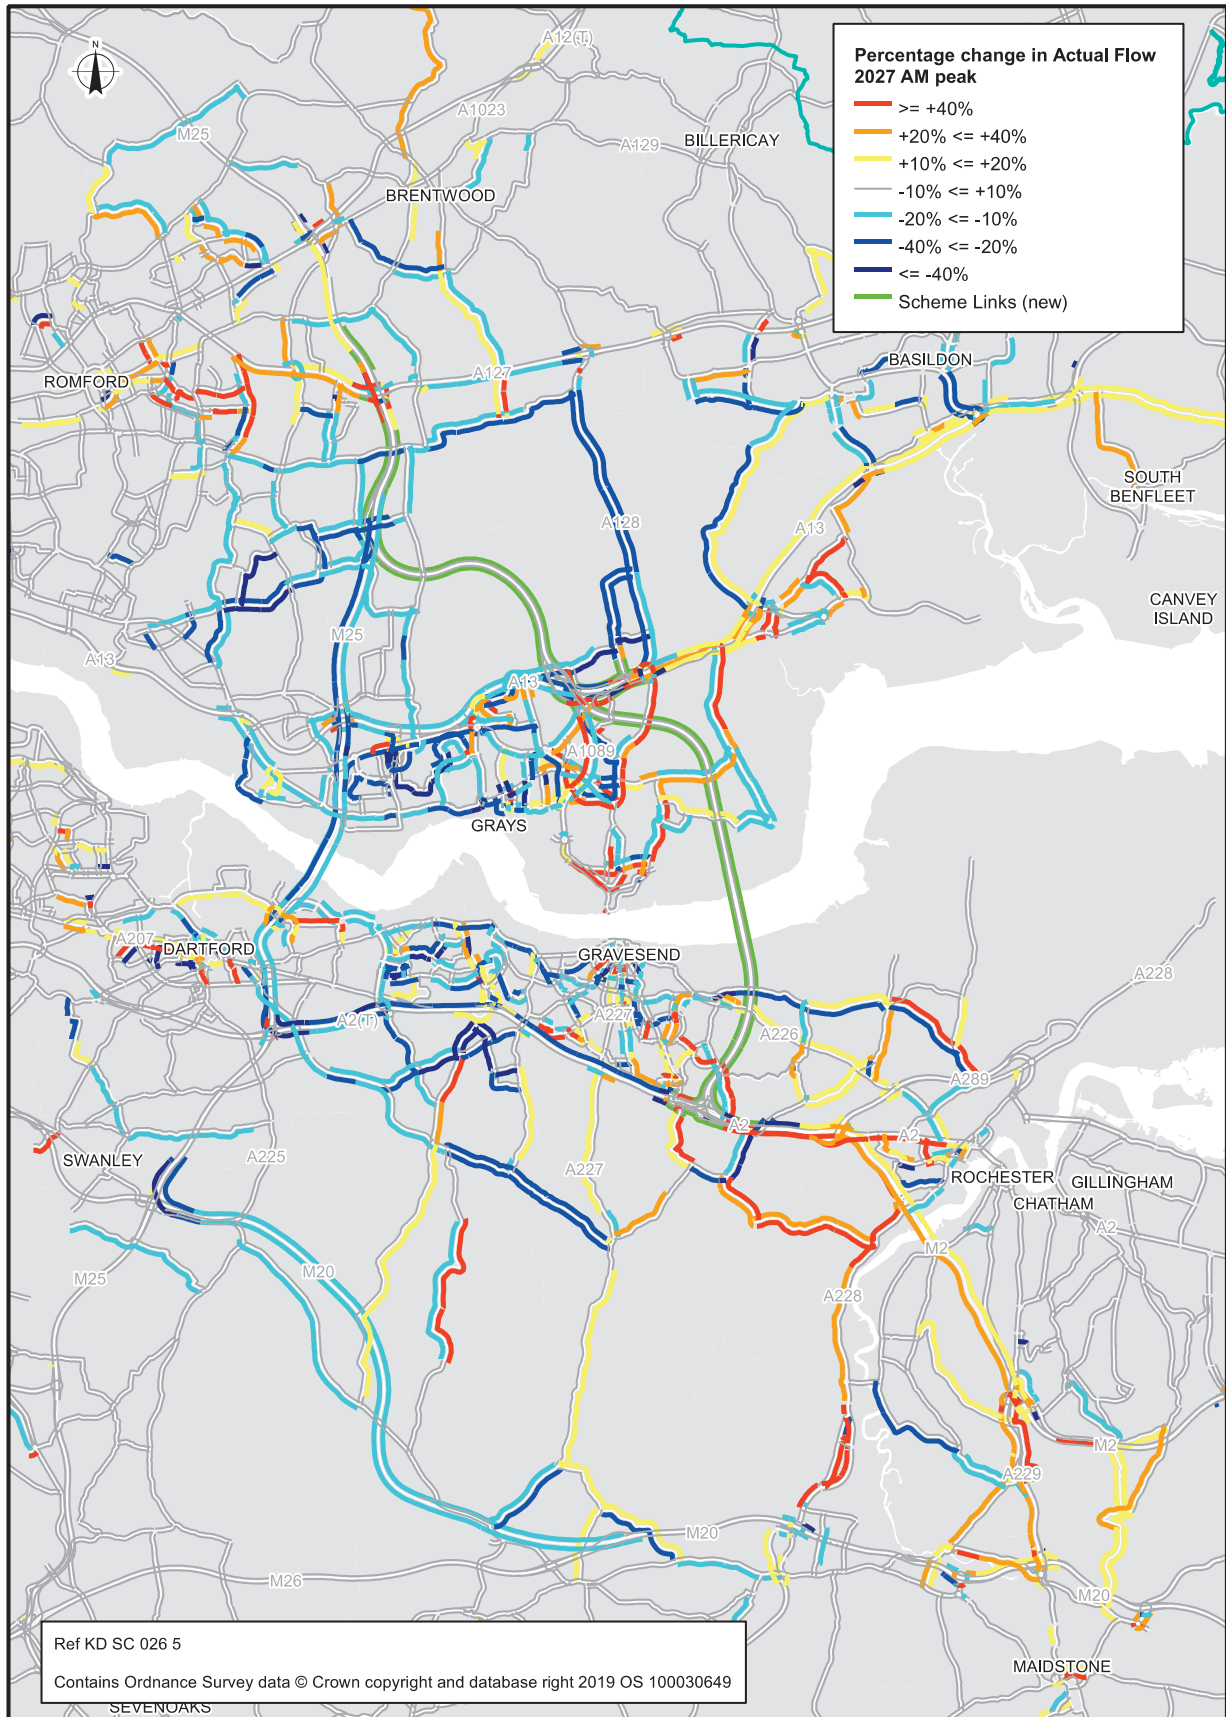 N
A12(T)
Percentage change in Actual Flow
2027 AM peak
>= +40%
+20% <= +40%
+10% <= +20%
-10% <= +10%
-20% <= -10%
-40% <= -20%
<= -40%
Scheme Links (new)
A1023
M25
A129
BILLERICAY
BRENTWOOD
BASILDON
A127
ROMFORD
SOUTH
BENFLEET
A128
A13
CANVEY
ISLAND
M25
A13
A13
A1089
GRAYS
A207
DARTFORD
GRAVESEND
A228
A2(T)
A227
A226
A289
A2
A2
SWANLEY
A225
A227
ROCHESTER
GILLINGHAM
CHATHAM
A2
M25
M20
M2
A228
M2
A229
M20
M26
M20
Ref KD SC 026 5
Contains Ordnance Survey data © Crown copyright and database right 2019 OS 100030649
MAIDSTONE
SEVENOAKS